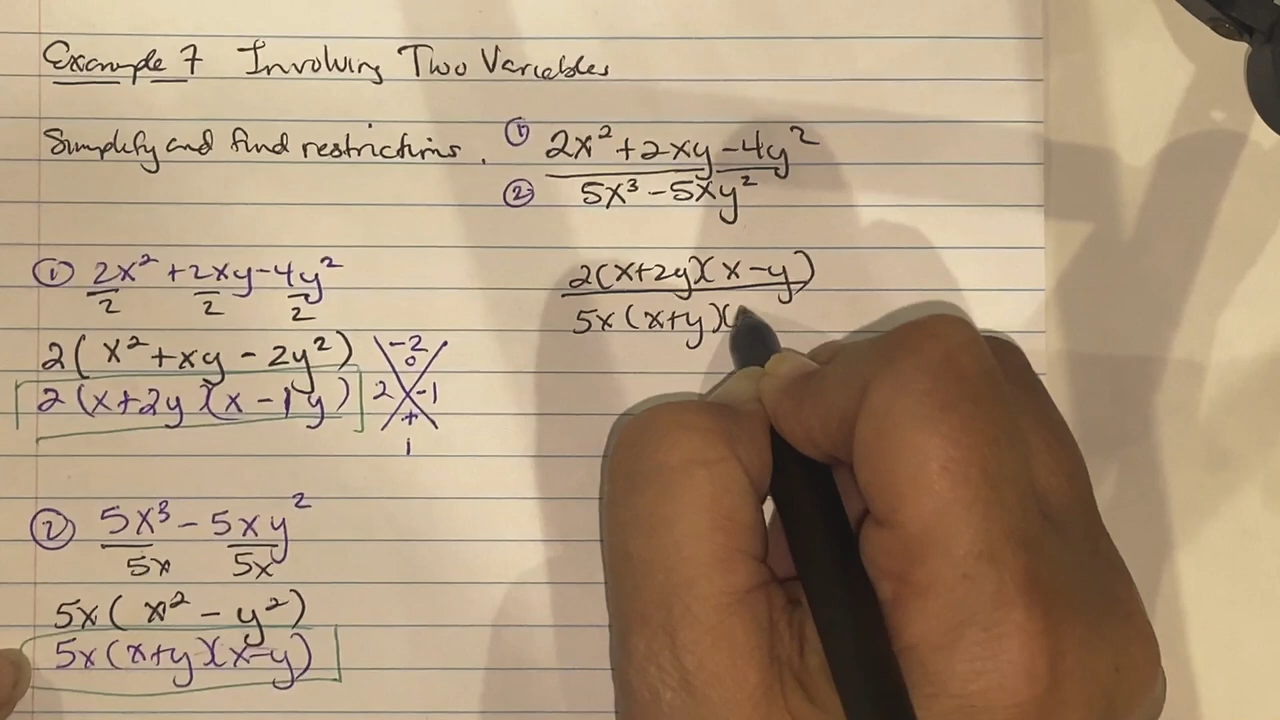 Example 7 Involving Two Variables
Simplify and find restrictions.
① 2x² + 2xy - 4y²
② 5x³ - 5xy²
① 2x² + 2xy - 4y²
2 2 2
2(x² + xy - 2y²)
2(x + 2y)(x - 1y)
-2
2 -1
+
1
② 5x³ - 5xy²
5x 5x
5x(x² - y²)
5x(x+y)(x-y)
2(x+2y)(x-y)
5x(x+y)(